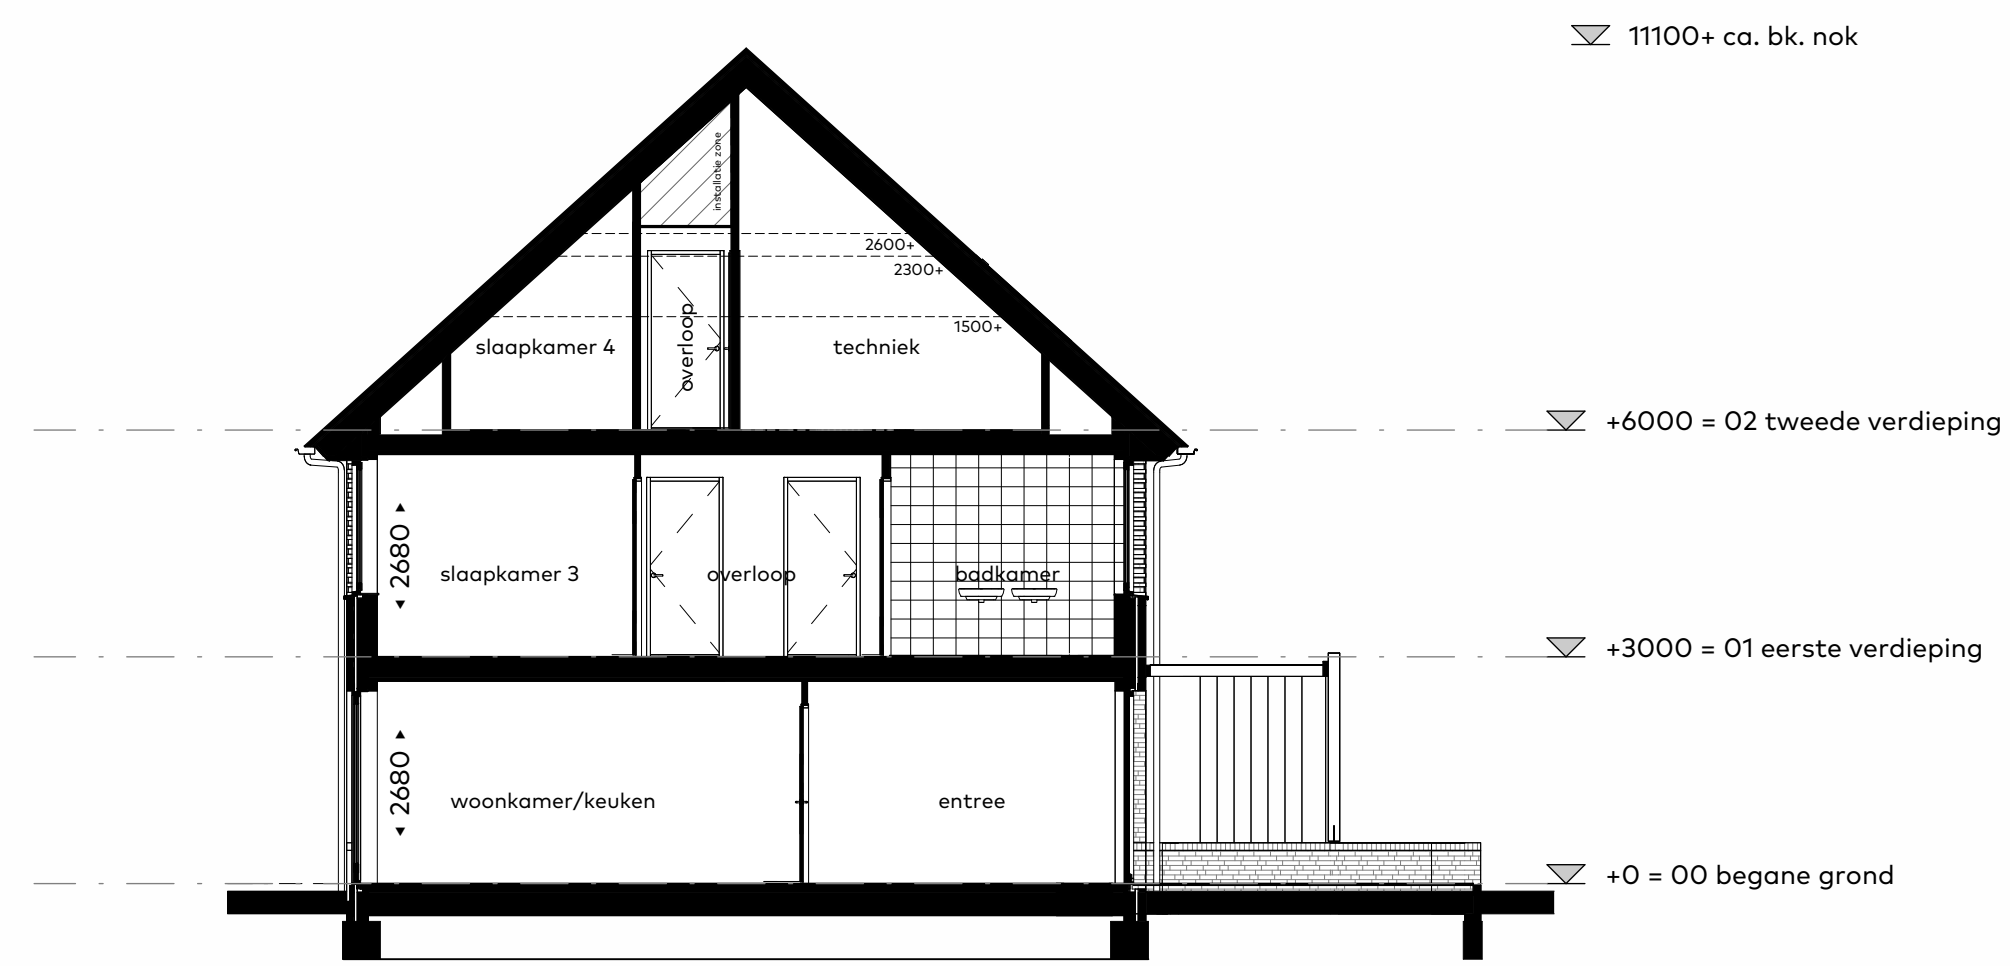 11100+ ca. bk. nok
installatie zone
2600+
2300+
1500+
slaapkamer 4
overloop
techniek
+6000 = 02 tweede verdieping
2680
slaapkamer 3
overloop
badkamer
+3000 = 01 eerste verdieping
2680
woonkamer/keuken
entree
+0 = 00 begane grond